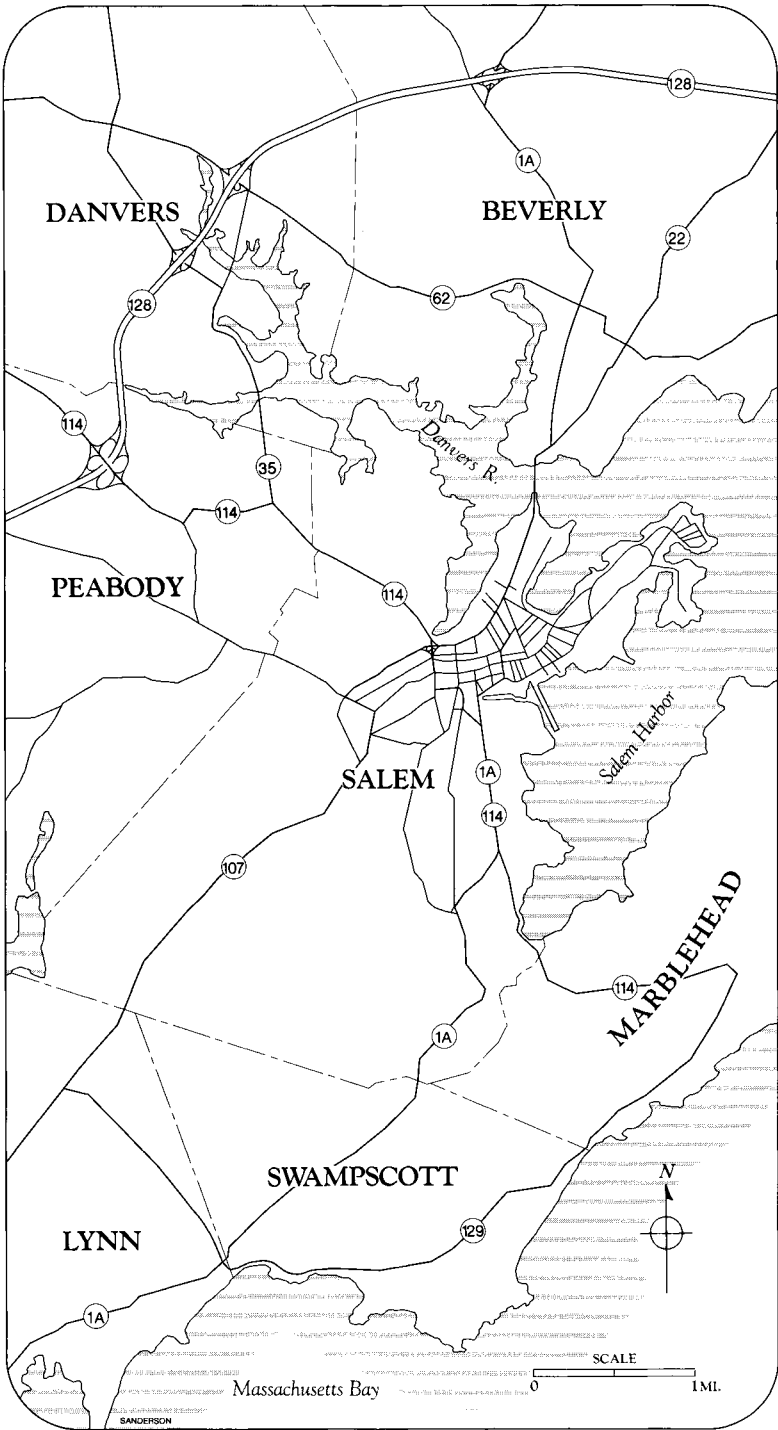 128
1A
DANVERS
BEVERLY
22
128
62
114
Danvers R.
35
114
PEABODY
114
Salem Harbor
SALEM
1A
114
107
MARBLEHEAD
114
1A
N
SWAMPSCOTT
LYNN
129
1A
SCALE
0 1 MI.
Massachusetts Bay
SANDERSON